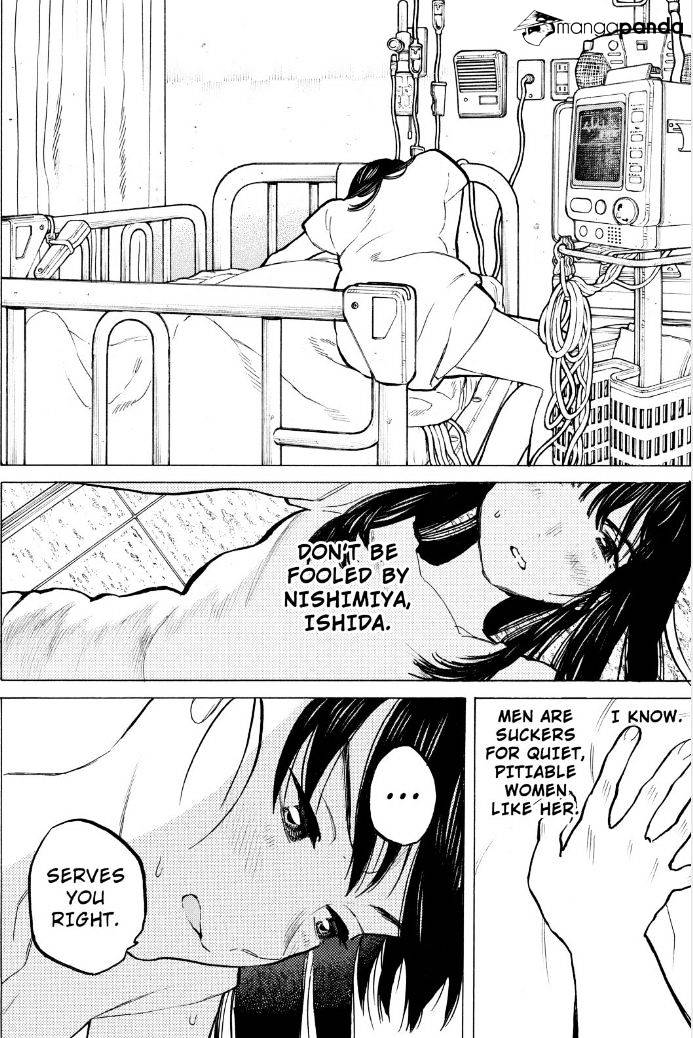 mangapanda
DON'T BE
FOOLED BY
NISHIMIYA,
ISHIDA.
I KNOW.
MEN ARE
SUCKERS
FOR QUIET,
PITIABLE
WOMEN
LIKE HER.
...
SERVES
YOU
RIGHT.